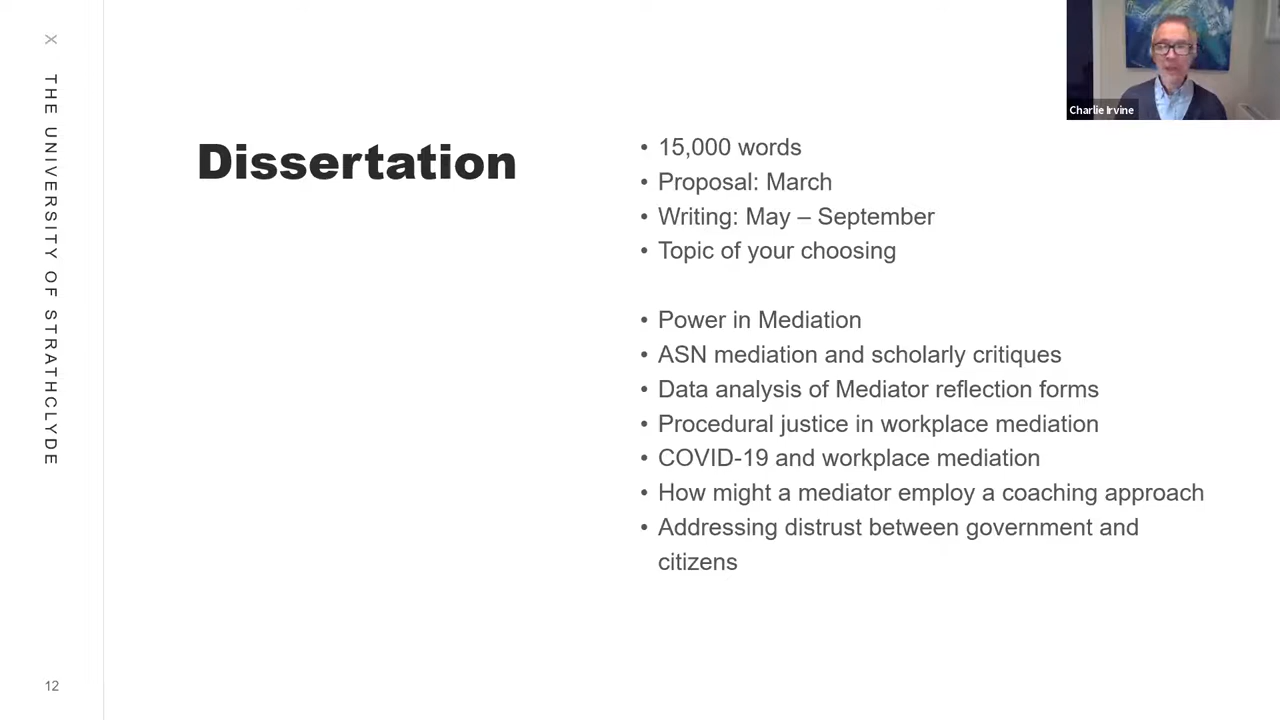 X THE UNIVERSITY OF STRATHCLYDE
Charlie Irvine
Dissertation
• 15,000 words
• Proposal: March
• Writing: May – September
• Topic of your choosing
• Power in Mediation
• ASN mediation and scholarly critiques
• Data analysis of Mediator reflection forms
• Procedural justice in workplace mediation
• COVID-19 and workplace mediation
• How might a mediator employ a coaching approach
• Addressing distrust between government and
citizens
12